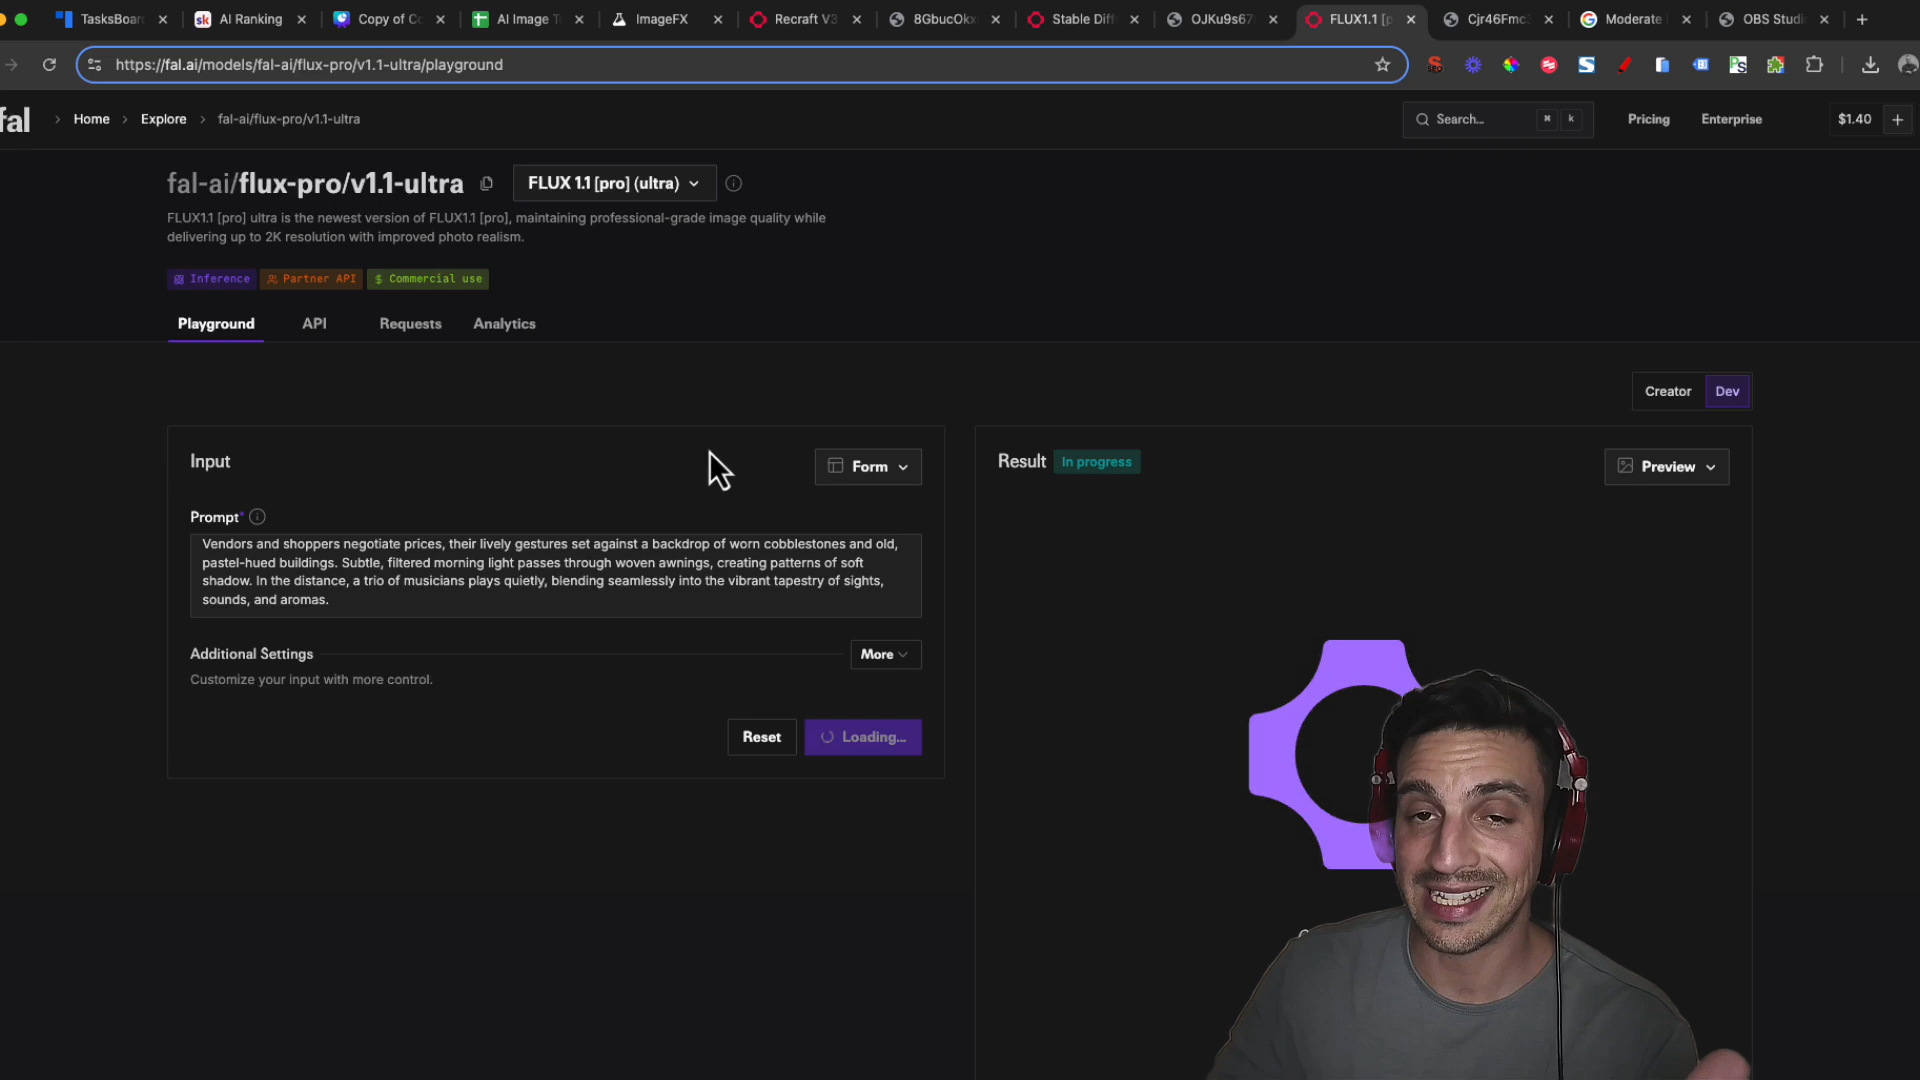 TasksBoar
AI Ranking
Copy of Co
AI Image T
ImageFX
Recraft V3
8GbucOkx
Stable Diff
OJKu9s67
FLUX1.1 [p
Cjr46Fmc
Moderate
OBS Studi
https://fal.ai/models/fal-ai/flux-pro/v1.1-ultra/playground
fal
Home
Explore
fal-ai/flux-pro/v1.1-ultra
Search...
⌘
k
Pricing
Enterprise
$1.40
+
fal-ai/flux-pro/v1.1-ultra
FLUX 1.1 [pro] (ultra)
FLUX1.1 [pro] ultra is the newest version of FLUX1.1 [pro], maintaining professional-grade image quality while
delivering up to 2K resolution with improved photo realism.
Inference
Partner API
$ Commercial use
Playground
API
Requests
Analytics
Creator
Dev
Input
Form
Result
In progress
Preview
Prompt*
Vendors and shoppers negotiate prices, their lively gestures set against a backdrop of worn cobblestones and old,
pastel-hued buildings. Subtle, filtered morning light passes through woven awnings, creating patterns of soft
shadow. In the distance, a trio of musicians plays quietly, blending seamlessly into the vibrant tapestry of sights,
sounds, and aromas.
Additional Settings
More
Customize your input with more control.
Reset
Loading...